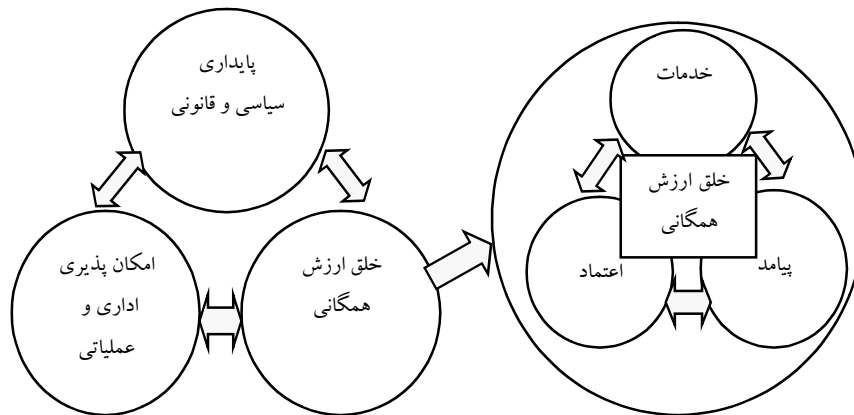 خدمات
خلق ارزش
همگانی
پیامد
اعتماد
پایداری
سیاسی و قانونی
خلق ارزش
همگانی
امکان پذیری
اداری و
عملیاتی